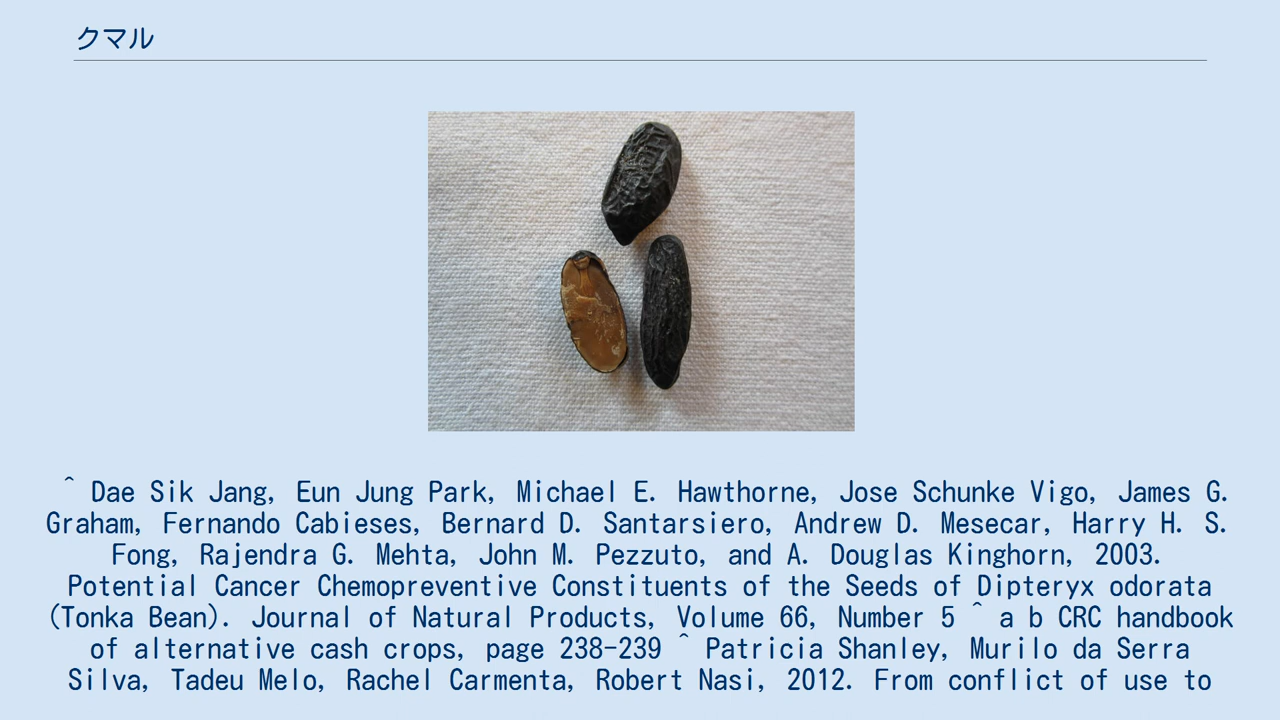 クマル
^ Dae Sik Jang, Eun Jung Park, Michael E. Hawthorne, Jose Schunke Vigo, James G.
Graham, Fernando Cabieses, Bernard D. Santarsiero, Andrew D. Mesecar, Harry H. S.
Fong, Rajendra G. Mehta, John M. Pezzuto, and A. Douglas Kinghorn, 2003.
Potential Cancer Chemopreventive Constituents of the Seeds of Dipteryx odorata
(Tonka Bean). Journal of Natural Products, Volume 66, Number 5 ^ a b CRC handbook
of alternative cash crops, page 238-239 ^ Patricia Shanley, Murilo da Serra
Silva, Tadeu Melo, Rachel Carmenta, Robert Nasi, 2012. From conflict of use to